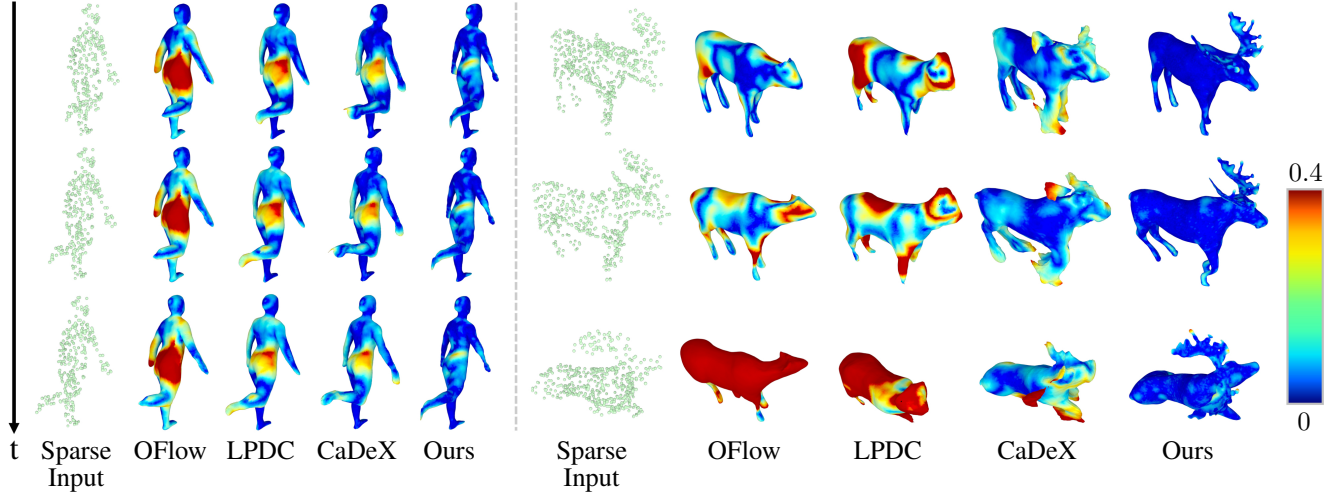 0.4
0
t
Sparse Input
OFlow
LPDC
CaDeX
Ours
Sparse Input
OFlow
LPDC
CaDeX
Ours